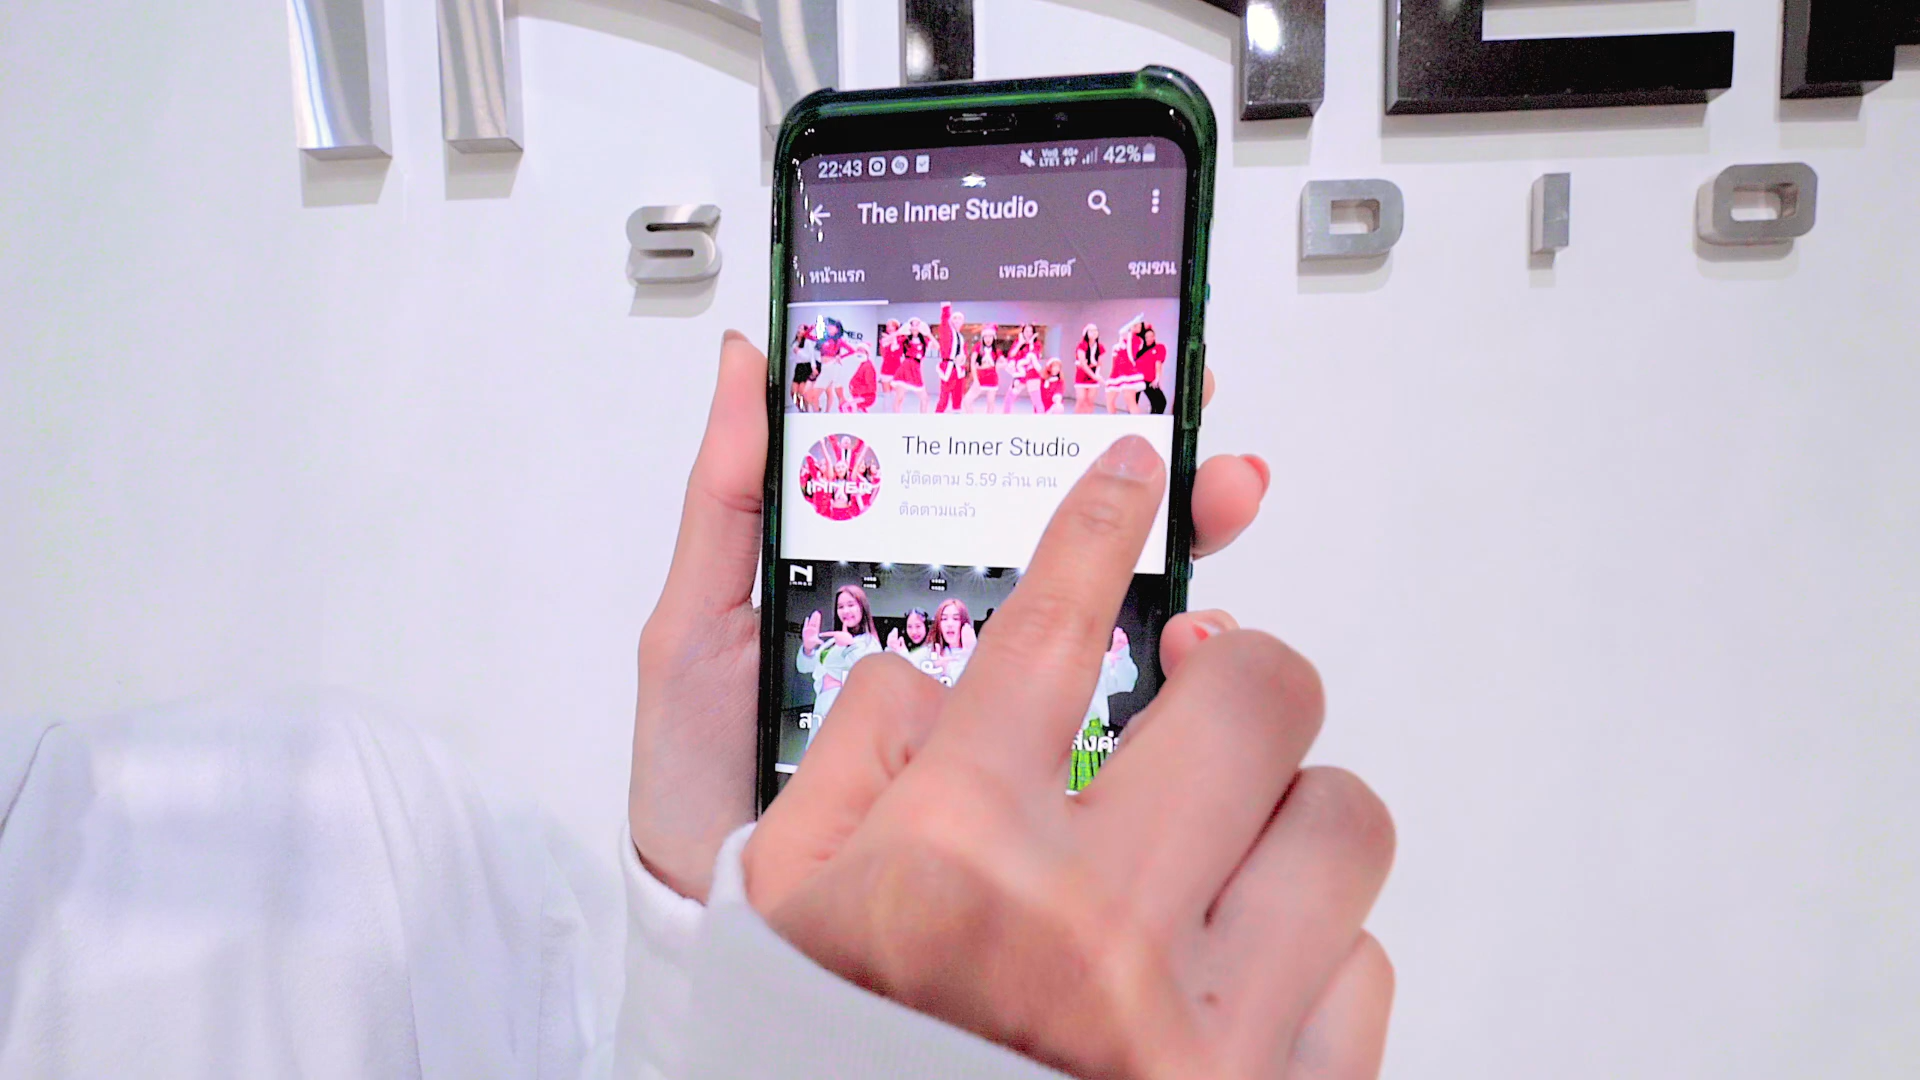 S DIO
22:43 42%
The Inner Studio
หน้าแรก วิดีโอ เพลย์ลิสต์ ชุมชน
The Inner Studio
ผู้ติดตาม 5.59 ล้าน คน
ติดตามแล้ว